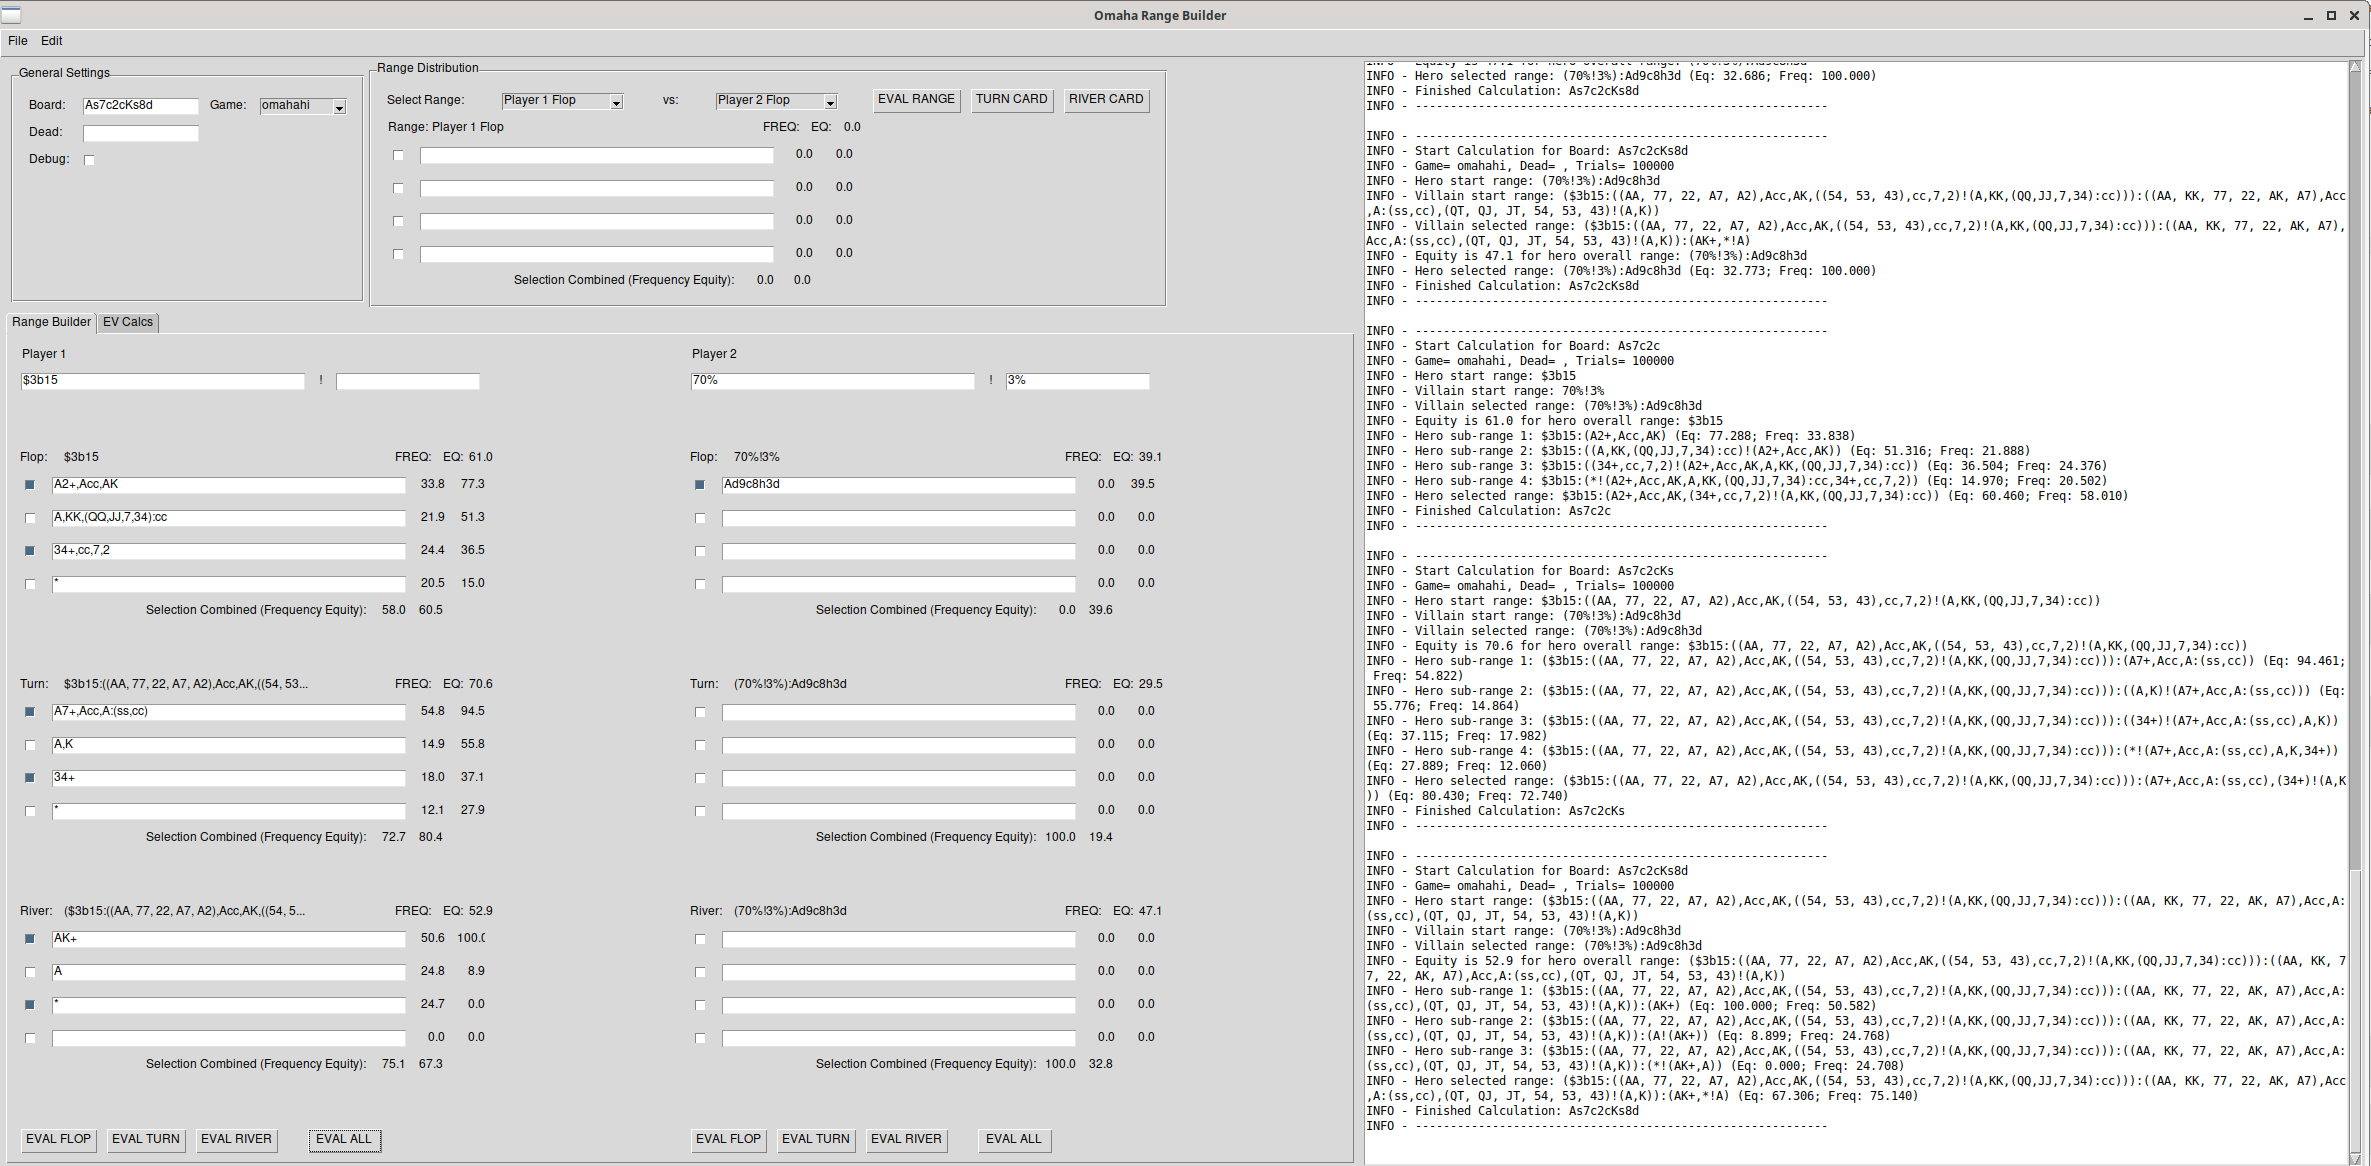 Omaha Range Builder
File Edit
General Settings
Board: As7c2cKs8d Game: omahahi
Dead:
Debug:
Range Distribution
Select Range: Player 1 Flop vs: Player 2 Flop EVAL RANGE TURN CARD RIVER CARD
Range: Player 1 Flop FREQ: EQ: 0.0
0.0 0.0
0.0 0.0
0.0 0.0
0.0 0.0
Selection Combined (Frequency Equity): 0.0 0.0
Range Builder EV Calcs
Player 1
$3b15 !
Flop: $3b15 FREQ: EQ: 61.0
A2+,Acc,AK 33.8 77.3
A,KK,(QQ,JJ,7,34):cc 21.9 51.3
34+,cc,7,2 24.4 36.5
* 20.5 15.0
Selection Combined (Frequency Equity): 58.0 60.5
Turn: $3b15:((AA, 77, 22, A7, A2),Acc,AK,((54, 53... FREQ: EQ: 70.6
A7+,Acc,A:(ss,cc) 54.8 94.5
A,K 14.9 55.8
34+ 18.0 37.1
* 12.1 27.9
Selection Combined (Frequency Equity): 72.7 80.4
River: ($3b15:((AA, 77, 22, A7, A2),Acc,AK,((54, 5... FREQ: EQ: 52.9
AK+ 50.6 100.0
A 24.8 8.9
* 24.7 0.0
0.0 0.0
Selection Combined (Frequency Equity): 75.1 67.3
EVAL FLOP EVAL TURN EVAL RIVER EVAL ALL
Player 2
70% ! 3%
Flop: 70%!3% FREQ: EQ: 39.1
Ad9c8h3d 0.0 39.5
0.0 0.0
0.0 0.0
0.0 0.0
Selection Combined (Frequency Equity): 0.0 39.6
Turn: (70%!3%):Ad9c8h3d FREQ: EQ: 29.5
0.0 0.0
0.0 0.0
0.0 0.0
0.0 0.0
Selection Combined (Frequency Equity): 100.0 19.4
River: (70%!3%):Ad9c8h3d FREQ: EQ: 47.1
0.0 0.0
0.0 0.0
0.0 0.0
0.0 0.0
Selection Combined (Frequency Equity): 100.0 32.8
EVAL FLOP EVAL TURN EVAL RIVER EVAL ALL
INFO - Equity is 47.1 for hero overall range: (70%!3%):Ad9c8h3d
INFO - Hero selected range: (70%!3%):Ad9c8h3d (Eq: 32.686; Freq: 100.000)
INFO - Finished Calculation: As7c2cKs8d
INFO - -------------------------------------------------------
INFO - -------------------------------------------------------
INFO - Start Calculation for Board: As7c2cKs8d
INFO - Game= omahahi, Dead= , Trials= 100000
INFO - Hero start range: (70%!3%):Ad9c8h3d
INFO - Villain start range: ($3b15:((AA, 77, 22, A7, A2),Acc,AK,((54, 53, 43),cc,7,2)!(A,KK,(QQ,JJ,7,34):cc))):((AA, KK, 77, 22, AK, A7),Acc
,A:(ss,cc),(QT, QJ, JT, 54, 53, 43)!(A,K))
INFO - Villain selected range: ($3b15:((AA, 77, 22, A7, A2),Acc,AK,((54, 53, 43),cc,7,2)!(A,KK,(QQ,JJ,7,34):cc))):((AA, KK, 77, 22, AK, A7),
Acc,A:(ss,cc),(QT, QJ, JT, 54, 53, 43)!(A,K)):(AK+,*!A)
INFO - Equity is 47.1 for hero overall range: (70%!3%):Ad9c8h3d
INFO - Hero selected range: (70%!3%):Ad9c8h3d (Eq: 32.773; Freq: 100.000)
INFO - Finished Calculation: As7c2cKs8d
INFO - -------------------------------------------------------
INFO - -------------------------------------------------------
INFO - Start Calculation for Board: As7c2c
INFO - Game= omahahi, Dead= , Trials= 100000
INFO - Hero start range: $3b15
INFO - Villain start range: 70%!3%
INFO - Villain selected range: (70%!3%):Ad9c8h3d
INFO - Equity is 61.0 for hero overall range: $3b15
INFO - Hero sub-range 1: $3b15:(A2+,Acc,AK) (Eq: 77.288; Freq: 33.838)
INFO - Hero sub-range 2: $3b15:((A,KK,(QQ,JJ,7,34):cc)!(A2+,Acc,AK)) (Eq: 51.316; Freq: 21.888)
INFO - Hero sub-range 3: $3b15:((34+,cc,7,2)!(A2+,Acc,AK,A,KK,(QQ,JJ,7,34):cc)) (Eq: 36.504; Freq: 24.376)
INFO - Hero sub-range 4: $3b15:(*!(A2+,Acc,AK,A,KK,(QQ,JJ,7,34):cc,34+,cc,7,2)) (Eq: 14.970; Freq: 20.502)
INFO - Hero selected range: $3b15:(A2+,Acc,AK,(34+,cc,7,2)!(A,KK,(QQ,JJ,7,34):cc)) (Eq: 60.460; Freq: 58.010)
INFO - Finished Calculation: As7c2c
INFO - -------------------------------------------------------
INFO - -------------------------------------------------------
INFO - Start Calculation for Board: As7c2cKs
INFO - Game= omahahi, Dead= , Trials= 100000
INFO - Hero start range: $3b15:((AA, 77, 22, A7, A2),Acc,AK,((54, 53, 43),cc,7,2)!(A,KK,(QQ,JJ,7,34):cc))
INFO - Villain start range: (70%!3%):Ad9c8h3d
INFO - Villain selected range: (70%!3%):Ad9c8h3d
INFO - Equity is 70.6 for hero overall range: $3b15:((AA, 77, 22, A7, A2),Acc,AK,((54, 53, 43),cc,7,2)!(A,KK,(QQ,JJ,7,34):cc))
INFO - Hero sub-range 1: ($3b15:((AA, 77, 22, A7, A2),Acc,AK,((54, 53, 43),cc,7,2)!(A,KK,(QQ,JJ,7,34):cc))):(A7+,Acc,A:(ss,cc)) (Eq: 94.461;
Freq: 54.822)
INFO - Hero sub-range 2: ($3b15:((AA, 77, 22, A7, A2),Acc,AK,((54, 53, 43),cc,7,2)!(A,KK,(QQ,JJ,7,34):cc))):((A,K)!(A7+,Acc,A:(ss,cc))) (Eq:
55.776; Freq: 14.864)
INFO - Hero sub-range 3: ($3b15:((AA, 77, 22, A7, A2),Acc,AK,((54, 53, 43),cc,7,2)!(A,KK,(QQ,JJ,7,34):cc))):((34+)!(A7+,Acc,A:(ss,cc),A,K))
(Eq: 37.115; Freq: 17.982)
INFO - Hero sub-range 4: ($3b15:((AA, 77, 22, A7, A2),Acc,AK,((54, 53, 43),cc,7,2)!(A,KK,(QQ,JJ,7,34):cc))):(*!(A7+,Acc,A:(ss,cc),A,K,34+))
(Eq: 27.889; Freq: 12.060)
INFO - Hero selected range: ($3b15:((AA, 77, 22, A7, A2),Acc,AK,((54, 53, 43),cc,7,2)!(A,KK,(QQ,JJ,7,34):cc))):(A7+,Acc,A:(ss,cc),(34+)!(A,K
)) (Eq: 80.430; Freq: 72.740)
INFO - Finished Calculation: As7c2cKs
INFO - -------------------------------------------------------
INFO - -------------------------------------------------------
INFO - Start Calculation for Board: As7c2cKs8d
INFO - Game= omahahi, Dead= , Trials= 100000
INFO - Hero start range: ($3b15:((AA, 77, 22, A7, A2),Acc,AK,((54, 53, 43),cc,7,2)!(A,KK,(QQ,JJ,7,34):cc))):((AA, KK, 77, 22, AK, A7),Acc,A:
(ss,cc),(QT, QJ, JT, 54, 53, 43)!(A,K))
INFO - Villain start range: (70%!3%):Ad9c8h3d
INFO - Villain selected range: (70%!3%):Ad9c8h3d
INFO - Equity is 52.9 for hero overall range: ($3b15:((AA, 77, 22, A7, A2),Acc,AK,((54, 53, 43),cc,7,2)!(A,KK,(QQ,JJ,7,34):cc))):((AA, KK, 7
7, 22, AK, A7),Acc,A:(ss,cc),(QT, QJ, JT, 54, 53, 43)!(A,K))
INFO - Hero sub-range 1: ($3b15:((AA, 77, 22, A7, A2),Acc,AK,((54, 53, 43),cc,7,2)!(A,KK,(QQ,JJ,7,34):cc))):((AA, KK, 77, 22, AK, A7),Acc,A:
(ss,cc),(QT, QJ, JT, 54, 53, 43)!(A,K)):(AK+) (Eq: 100.000; Freq: 50.582)
INFO - Hero sub-range 2: ($3b15:((AA, 77, 22, A7, A2),Acc,AK,((54, 53, 43),cc,7,2)!(A,KK,(QQ,JJ,7,34):cc))):((AA, KK, 77, 22, AK, A7),Acc,A:
(ss,cc),(QT, QJ, JT, 54, 53, 43)!(A,K)):(A!(AK+)) (Eq: 8.899; Freq: 24.768)
INFO - Hero sub-range 3: ($3b15:((AA, 77, 22, A7, A2),Acc,AK,((54, 53, 43),cc,7,2)!(A,KK,(QQ,JJ,7,34):cc))):((AA, KK, 77, 22, AK, A7),Acc,A:
(ss,cc),(QT, QJ, JT, 54, 53, 43)!(A,K)):(*!(AK+,A)) (Eq: 0.000; Freq: 24.708)
INFO - Hero selected range: ($3b15:((AA, 77, 22, A7, A2),Acc,AK,((54, 53, 43),cc,7,2)!(A,KK,(QQ,JJ,7,34):cc))):((AA, KK, 77, 22, AK, A7),Acc
,A:(ss,cc),(QT, QJ, JT, 54, 53, 43)!(A,K)):(AK+,*!A) (Eq: 67.306; Freq: 75.140)
INFO - Finished Calculation: As7c2cKs8d
INFO - -------------------------------------------------------